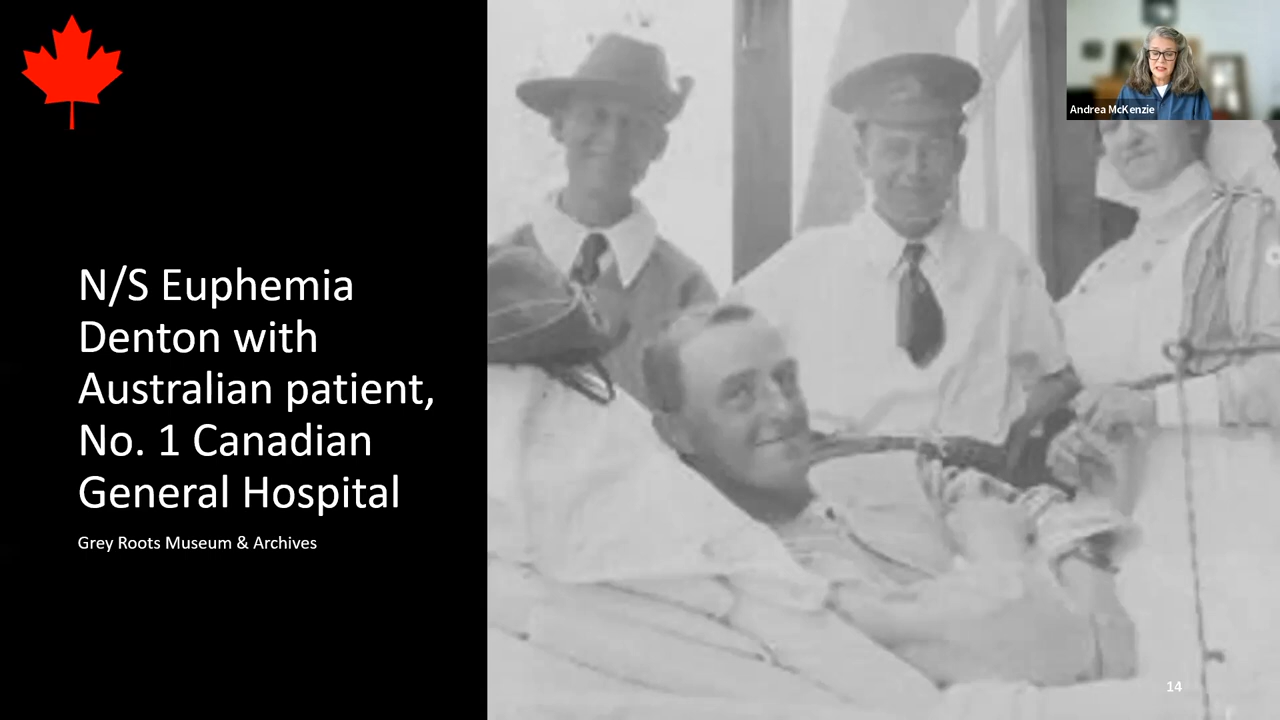 Andrea McKenzie
N/S Euphemia
Denton with
Australian patient,
No. 1 Canadian
General Hospital
Grey Roots Museum & Archives
14